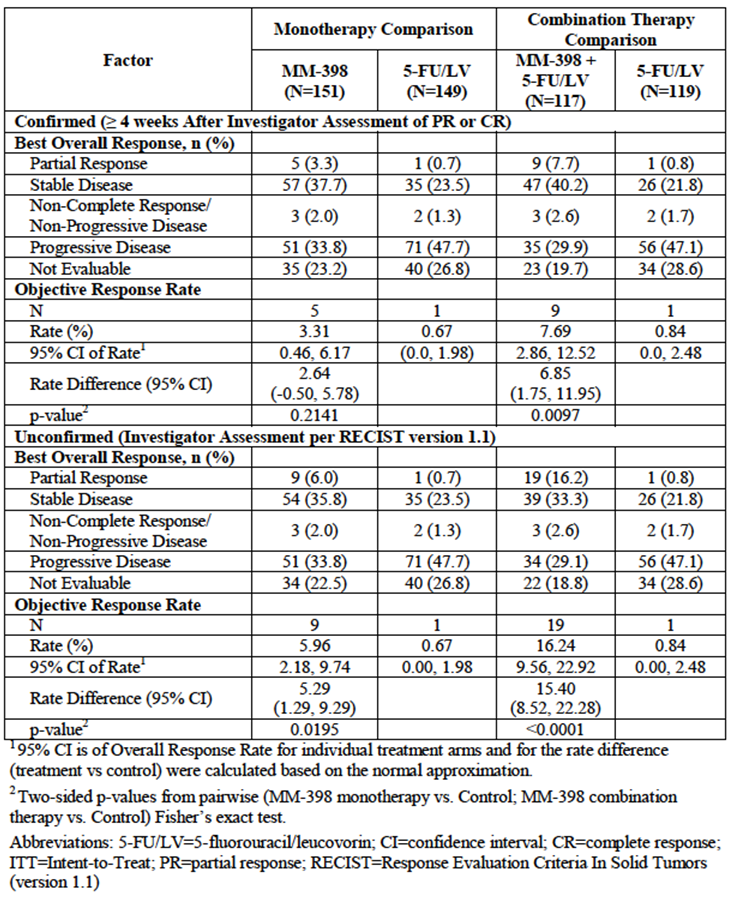 Factor
Monotherapy Comparison
Combination Therapy
Comparison
MM-398
(N=151)
5-FU/LV
(N=149)
MM-398 +
5-FU/LV
(N=117)
5-FU/LV
(N=119)
Confirmed (≥ 4 weeks After Investigator Assessment of PR or CR)
Best Overall Response, n (%)
Partial Response 5 (3.3) 1 (0.7) 9 (7.7) 1 (0.8)
Stable Disease 57 (37.7) 35 (23.5) 47 (40.2) 26 (21.8)
Non-Complete Response/
Non-Progressive Disease 3 (2.0) 2 (1.3) 3 (2.6) 2 (1.7)
Progressive Disease 51 (33.8) 71 (47.7) 35 (29.9) 56 (47.1)
Not Evaluable 35 (23.2) 40 (26.8) 23 (19.7) 34 (28.6)
Objective Response Rate
N 5 1 9 1
Rate (%) 3.31 0.67 7.69 0.84
95% CI of Rate1 0.46, 6.17 (0.0, 1.98) 2.86, 12.52 0.0, 2.48
Rate Difference (95% CI) 2.64
(-0.50, 5.78) 6.85
(1.75, 11.95)
p-value2 0.2141 0.0097
Unconfirmed (Investigator Assessment per RECIST version 1.1)
Best Overall Response, n (%)
Partial Response 9 (6.0) 1 (0.7) 19 (16.2) 1 (0.8)
Stable Disease 54 (35.8) 35 (23.5) 39 (33.3) 26 (21.8)
Non-Complete Response/
Non-Progressive Disease 3 (2.0) 2 (1.3) 3 (2.6) 2 (1.7)
Progressive Disease 51 (33.8) 71 (47.7) 34 (29.1) 56 (47.1)
Not Evaluable 34 (22.5) 40 (26.8) 22 (18.8) 34 (28.6)
Objective Response Rate
N 9 1 19 1
Rate (%) 5.96 0.67 16.24 0.84
95% CI of Rate1 2.18, 9.74 0.00, 1.98 9.56, 22.92 0.00, 2.48
Rate Difference (95% CI) 5.29
(1.29, 9.29) 15.40
(8.52, 22.28)
p-value2 0.0195 <0.0001
1 95% CI is of Overall Response Rate for individual treatment arms and for the rate difference
(treatment vs control) were calculated based on the normal approximation.
2 Two-sided p-values from pairwise (MM-398 monotherapy vs. Control; MM-398 combination
therapy vs. Control) Fisher's exact test.
Abbreviations: 5-FU/LV=5-fluorouracil/leucovorin; CI=confidence interval; CR=complete response;
ITT=Intent-to-Treat; PR=partial response; RECIST=Response Evaluation Criteria In Solid Tumors
(version 1.1)